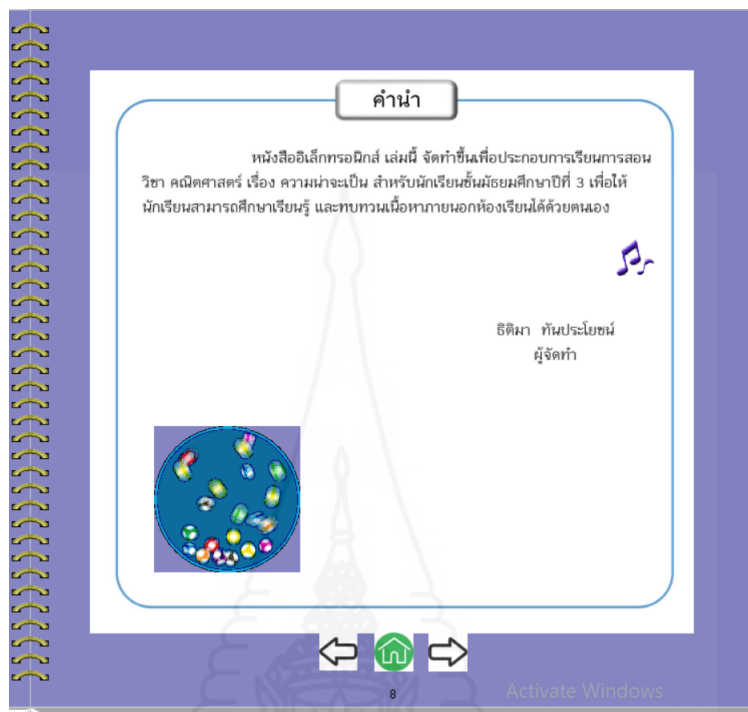 คำนำ
หนังสืออิเล็กทรอนิกส์ เล่มนี้ จัดทำขึ้นเพื่อประกอบการเรียนการสอน
วิชา คณิตศาสตร์ เรื่อง ความน่าจะเป็น สำหรับนักเรียนชั้นมัธยมศึกษาปีที่ 3 เพื่อให้
นักเรียนสามารถศึกษาเรียนรู้ และทบทวนเนื้อหาภายนอกห้องเรียนได้ด้วยตนเอง
ธิติมา ทันประโยชน์
ผู้จัดทำ
8
Activate Windows